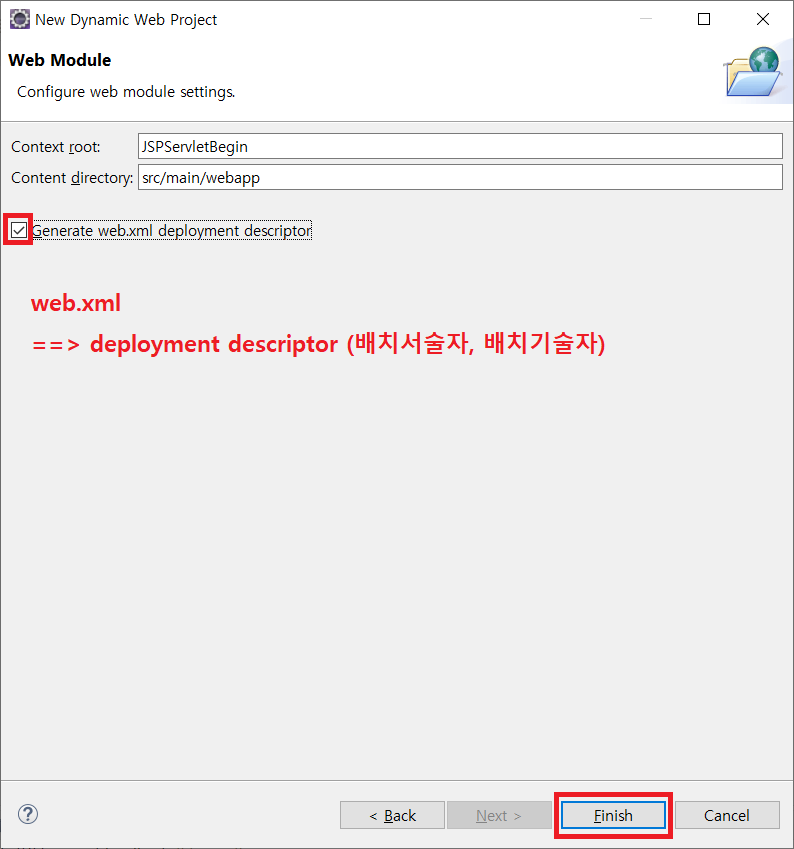 New Dynamic Web Project
Web Module
Configure web module settings.
Context root: JSPServletBegin
Content directory: src/main/webapp
Generate web.xml deployment descriptor
web.xml
==> deployment descriptor (배치서술자, 배치기술자)
? < Back Next > Finish Cancel